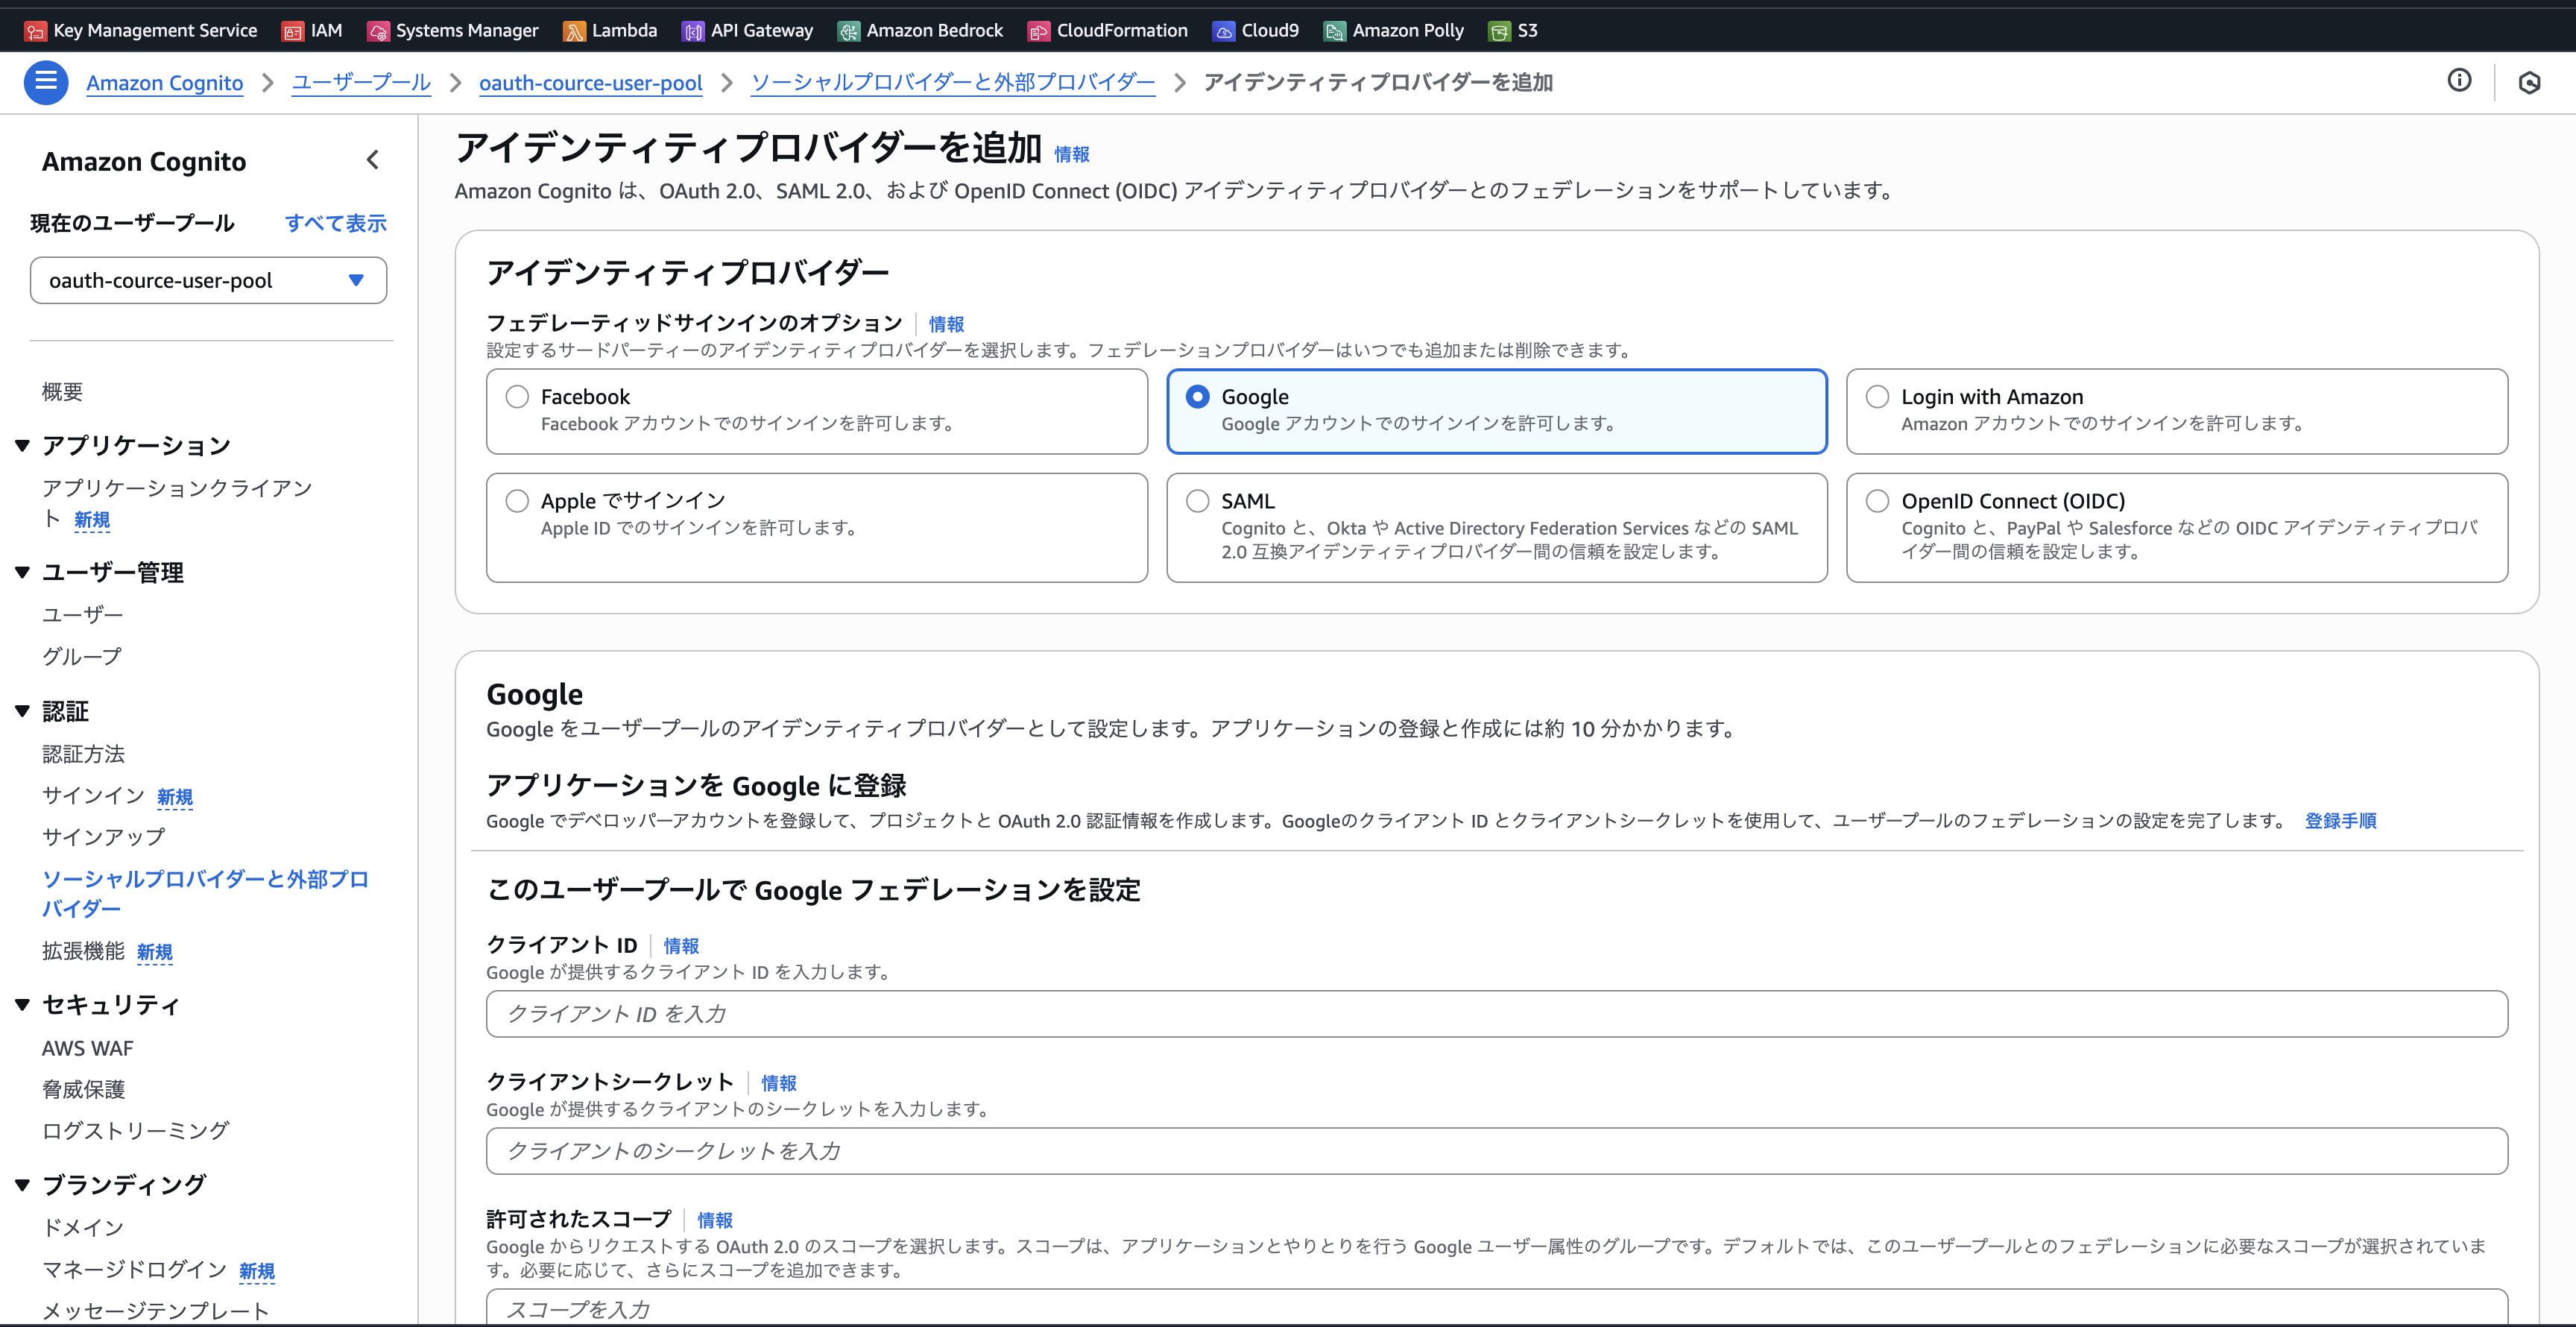 Key Management Service IAM Systems Manager Lambda API Gateway Amazon Bedrock CloudFormation Cloud9 Amazon Polly S3
Amazon Cognito ユーザープール oauth-cource-user-pool ソーシャルプロバイダーと外部プロバイダー アイデンティティプロバイダーを追加
Amazon Cognito
現在のユーザープール すべて表示
oauth-cource-user-pool
概要
アプリケーション
アプリケーションクライアン
ト 新規
ユーザー管理
ユーザー
グループ
認証
認証方法
サインイン 新規
サインアップ
ソーシャルプロバイダーと外部プロ
バイダー
拡張機能 新規
セキュリティ
AWS WAF
脅威保護
ログストリーミング
ブランディング
ドメイン
マネージドログイン 新規
メッセージテンプレート
アイデンティティプロバイダーを追加 情報
Amazon Cognito は、OAuth 2.0、SAML 2.0、および OpenID Connect (OIDC) アイデンティティプロバイダーとのフェデレーションをサポートしています。
アイデンティティプロバイダー
フェデレーティッドサインインのオプション 情報
設定するサードパーティーのアイデンティティプロバイダーを選択します。フェデレーションプロバイダーはいつでも追加または削除できます。
Facebook
Facebook アカウントでのサインインを許可します。
Google
Google アカウントでのサインインを許可します。
Login with Amazon
Amazon アカウントでのサインインを許可します。
Apple でサインイン
Apple ID でのサインインを許可します。
SAML
Cognito と、Okta や Active Directory Federation Services などの SAML
2.0 互換アイデンティティプロバイダー間の信頼を設定します。
OpenID Connect (OIDC)
Cognito と、PayPal や Salesforce などの OIDC アイデンティティプロバ
イダー間の信頼を設定します。
Google
Google をユーザープールのアイデンティティプロバイダーとして設定します。アプリケーションの登録と作成には約 10 分かかります。
アプリケーションを Google に登録
Google でデベロッパーアカウントを登録して、プロジェクトと OAuth 2.0 認証情報を作成します。Googleのクライアント ID とクライアントシークレットを使用して、ユーザープールのフェデレーションの設定を完了します。 登録手順
このユーザープールで Google フェデレーションを設定
クライアント ID 情報
Google が提供するクライアント ID を入力します。
クライアント ID を入力
クライアントシークレット 情報
Google が提供するクライアントのシークレットを入力します。
クライアントのシークレットを入力
許可されたスコープ 情報
Google からリクエストする OAuth 2.0 のスコープを選択します。スコープは、アプリケーションとやりとりを行う Google ユーザー属性のグループです。デフォルトでは、このユーザープールとのフェデレーションに必要なスコープが選択されていま
す。必要に応じて、さらにスコープを追加できます。
スコープを入力